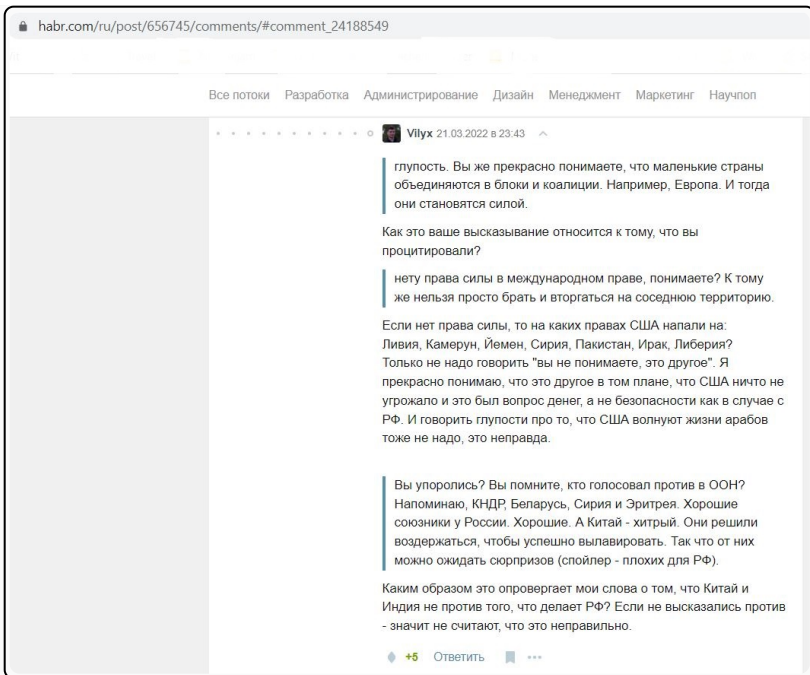 habr.com/ru/post/656745/comments/#comment_24188549
Все потоки Разработка Администрирование Дизайн Менеджмент Маркетинг Научпоп
Vilyx 21.03.2022 в 23:43
глупость. Вы же прекрасно понимаете, что маленькие страны
объединяются в блоки и коалиции. Например, Европа. И тогда
они становятся силой.
Как это ваше высказывание относится к тому, что вы
процитировали?
нету права силы в международном праве, понимаете? К тому
же нельзя просто брать и вторгаться на соседнюю территорию.
Если нет права силы, то на каких правах США напали на:
Ливия, Камерун, Йемен, Сирия, Пакистан, Ирак, Либерия?
Только не надо говорить "вы не понимаете, это другое". Я
прекрасно понимаю, что это другое в том плане, что США ничто не
угрожало и это был вопрос денег, а не безопасности как в случае с
РФ. И говорить глупости про то, что США волнуют жизни арабов
тоже не надо, это неправда.
Вы упоролись? Вы помните, кто голосовал против в ООН?
Напоминаю, КНДР, Беларусь, Сирия и Эритрея. Хорошие
союзники у России. Хорошие. А Китай - хитрый. Они решили
воздержаться, чтобы успешно вылавировать. Так что от них
можно ожидать сюрпризов (спойлер - плохих для РФ).
Каким образом это опровергает мои слова о том, что Китай и
Индия не против того, что делает РФ? Если не высказались против
- значит не считают, что это неправильно.
+5 Ответить